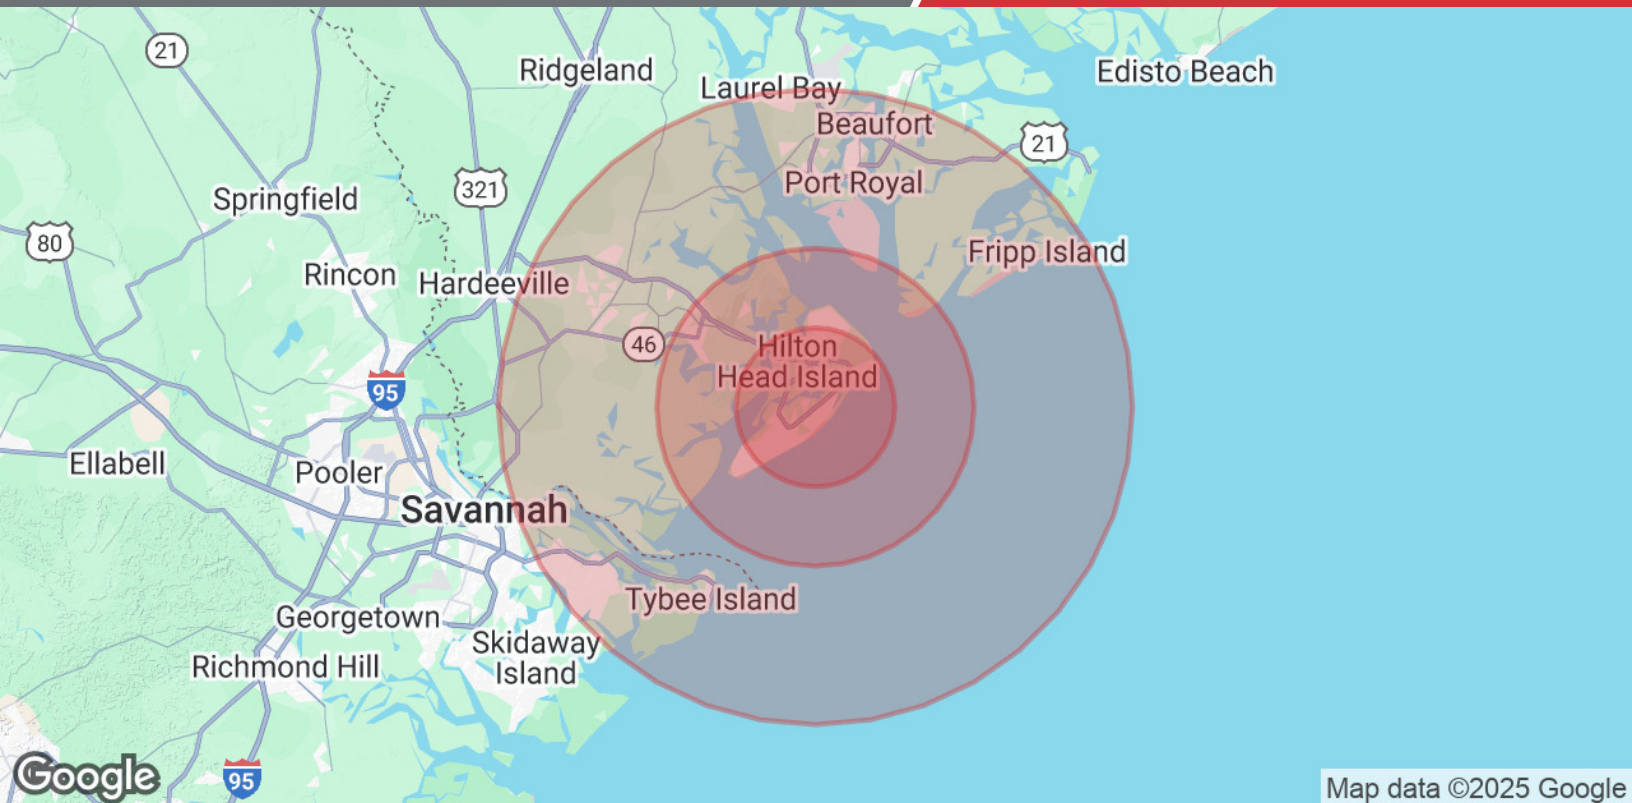 21
Ridgeland
Edisto Beach
Laurel Bay
Beaufort
21
Port Royal
321
Springfield
80
Fripp Island
Rincon
Hardeeville
46
Hilton
Head Island
95
Ellabell
Pooler
Savannah
Tybee Island
Georgetown
Skidaway
Island
Richmond Hill
95
Google
Map data ©2025 Google